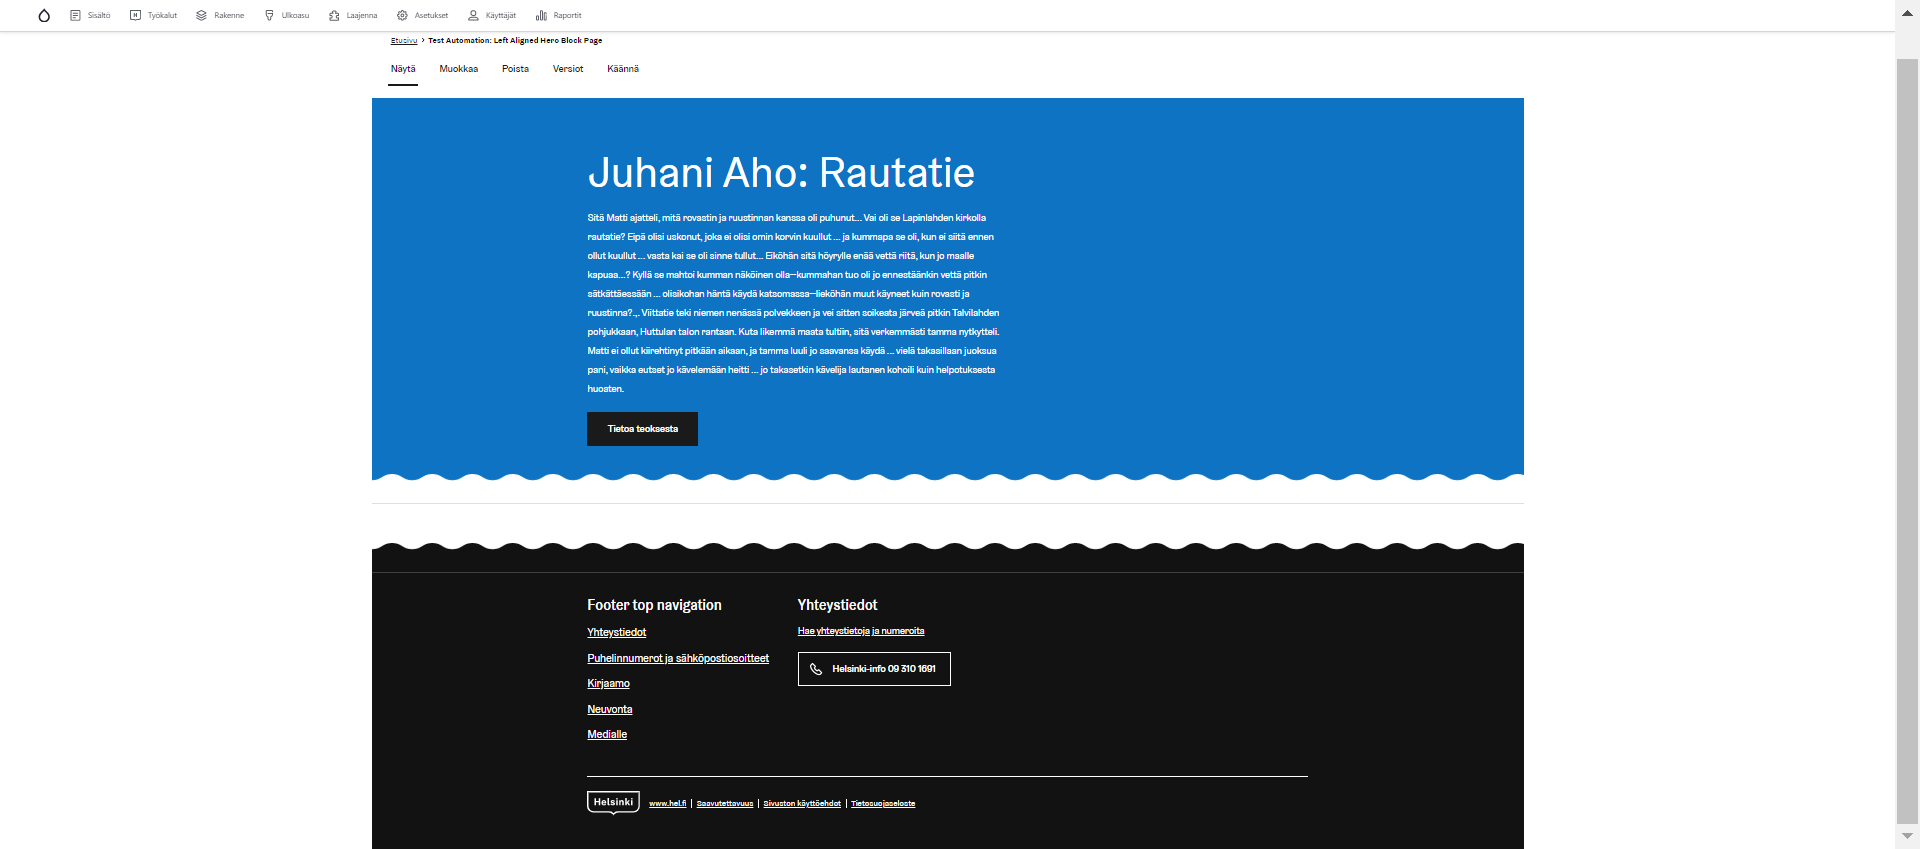 Sisältö Työkalut Rakenne Ulkoasu Laajenna Asetukset Käyttäjät Raportit
Etusivu > Test Automation: Left Aligned Hero Block Page
Näytä Muokkaa Poista Versiot Käännä
Juhani Aho: Rautatie
Sitä Matti ajatteli, mitä rovastin ja ruustinnan kanssa oli puhunut... Vai oli se Lapinlahden kirkolla
rautatie? Eipä olisi uskonut, joka ei olisi omin korvin kuullut ... ja kummapa se oli, kun ei siitä ennen
ollut kuullut ... vasta kai se oli sinne tullut... Eiköhän sitä höyrylle enää vettä riitä, kun jo maalle
kapuaa...? Kyllä se mahtoi kumman näköinen olla—kummahan tuo oli jo ennestäänkin vettä pitkin
sätkättäessään ... olisikohan häntä käydä katsomassa—lieköhän muut käyneet kuin rovasti ja
ruustinna?.,. Viittatie teki niemen nenässä polvekkeen ja vei sitten soikeata järveä pitkin Talvilahden
pohjukkaan, Huttulan talon rantaan. Kuta likemmä maata tultiin, sitä verkemmästi tamma nytkytteli.
Matti ei ollut kiirehtinyt pitkään aikaan, ja tamma luuli jo saavansa käydä ... vielä takasillaan juoksua
pani, vaikka eutset jo kävelemään heitti ... jo takasetkin kävelija lautanen kohoili kuin helpotuksesta
huoaten.
Tietoa teoksesta
Footer top navigation
Yhteystiedot
Puhelinnumerot ja sähköpostiosoitteet
Kirjaamo
Neuvonta
Medialle
Yhteystiedot
Hae yhteystietoja ja numeroita
Helsinki-info 09 310 1691
Helsinki www.hel.fi | Saavutettavuus | Sivuston käyttöehdot | Tietosuojaseloste